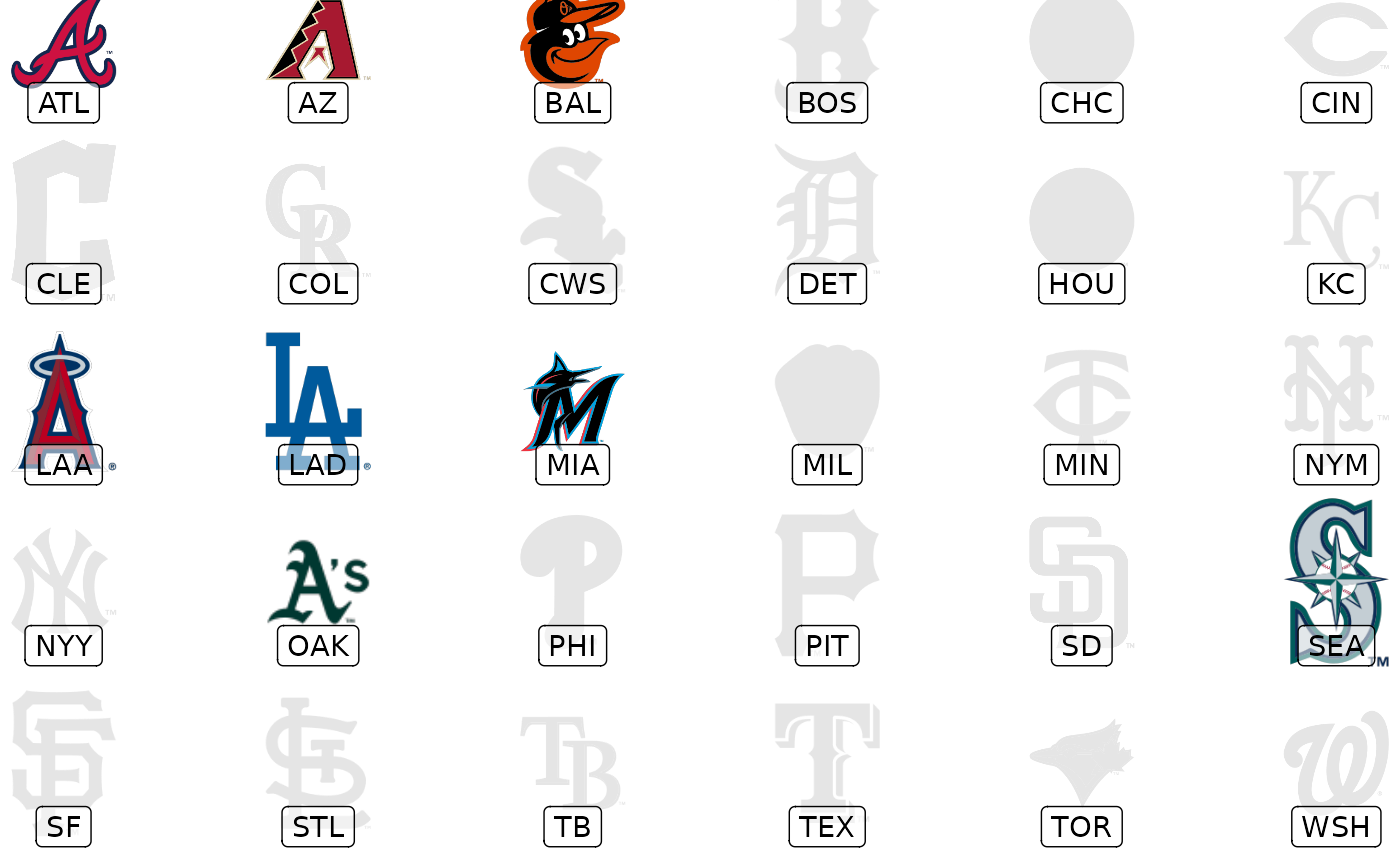 ATL AZ BAL BOS CHC CIN
CLE COL CWS DET HOU KC
LAA LAD MIA MIL MIN NYM
NYY OAK PHI PIT SD SEA
SF STL TB TEX TOR WSH